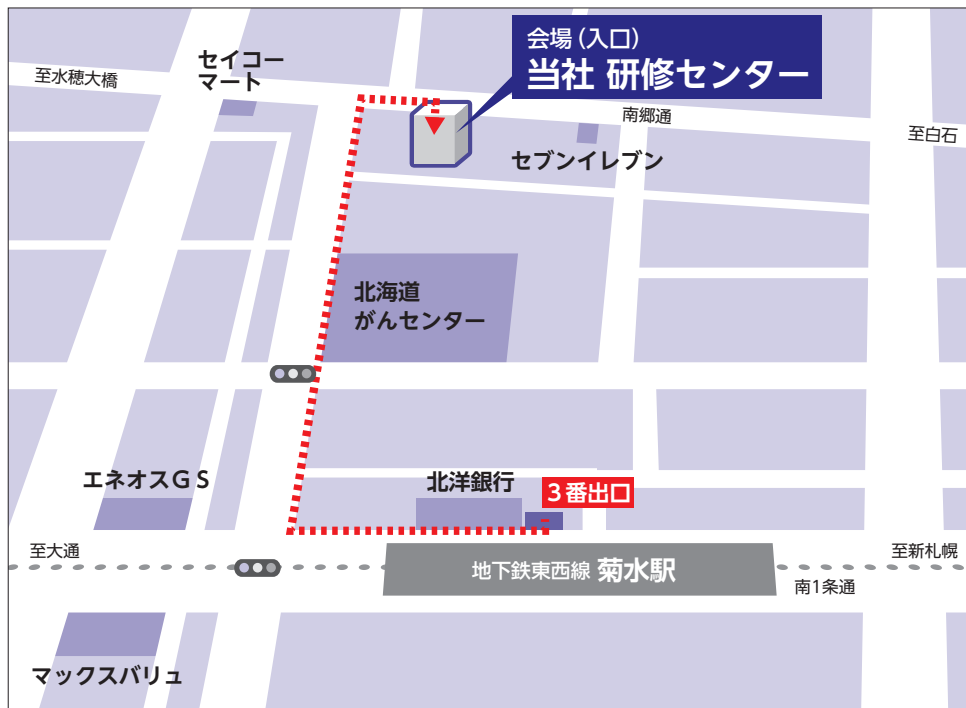 会場（入口）
当社 研修センター
セイコー
マート
至水穂大橋
南郷通
至白石
セブンイレブン
北海道
がんセンター
エネオスＧＳ
北洋銀行
３番出口
至大通
地下鉄東西線 菊水駅
至新札幌
南1条通
マックスバリュ